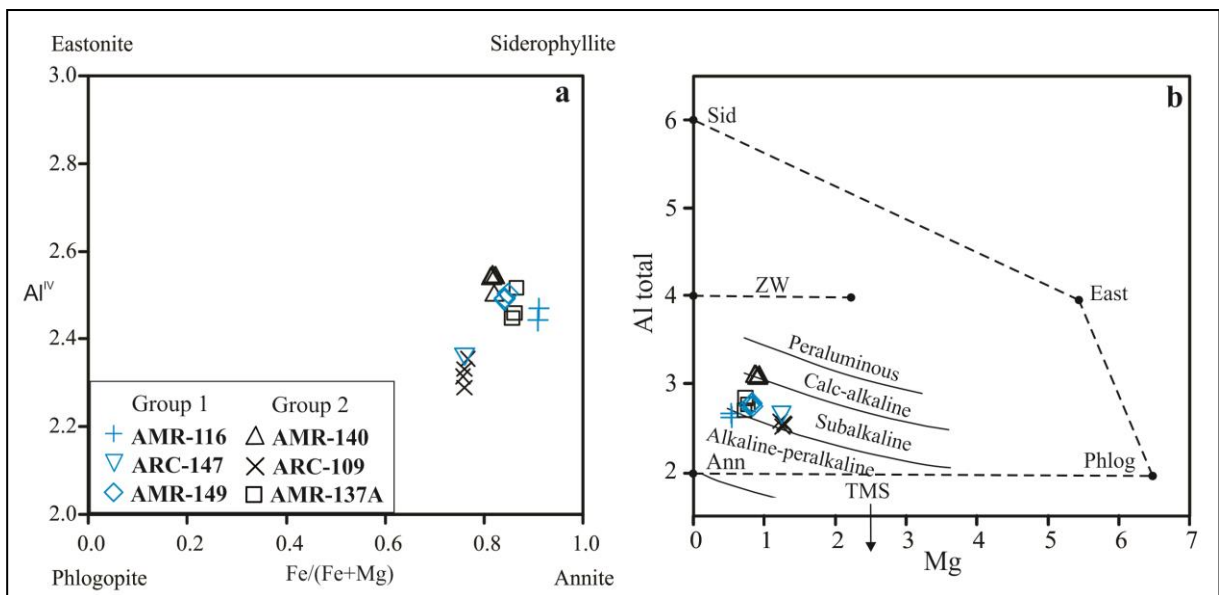 Eastonite Siderophyllite
a
3.0
2.8
2.6
Al^IV
2.4
2.2
2.0
Group 1 Group 2
AMR-116 AMR-140
ARC-147 ARC-109
AMR-149 AMR-137A
0.0 0.2 0.4 0.6 0.8 1.0
Phlogopite Fe/(Fe+Mg) Annite
b
6 Sid
5
Al total
4 ZW East
Peraluminous
3 Calc-alkaline
Subalkaline
Alkaline-peralkaline
2 Ann Phlog
TMS
0 1 2 3 4 5 6 7
Mg